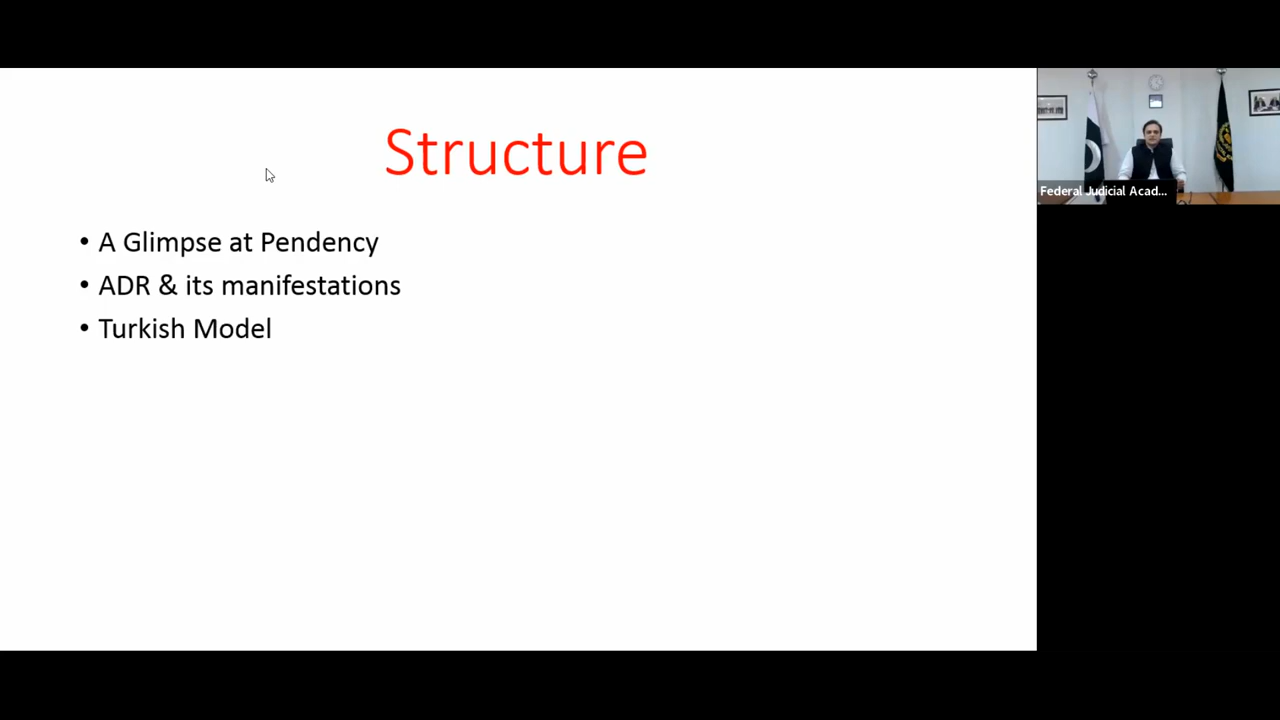 Structure
• A Glimpse at Pendency
• ADR & its manifestations
• Turkish Model
Federal Judicial Acad...